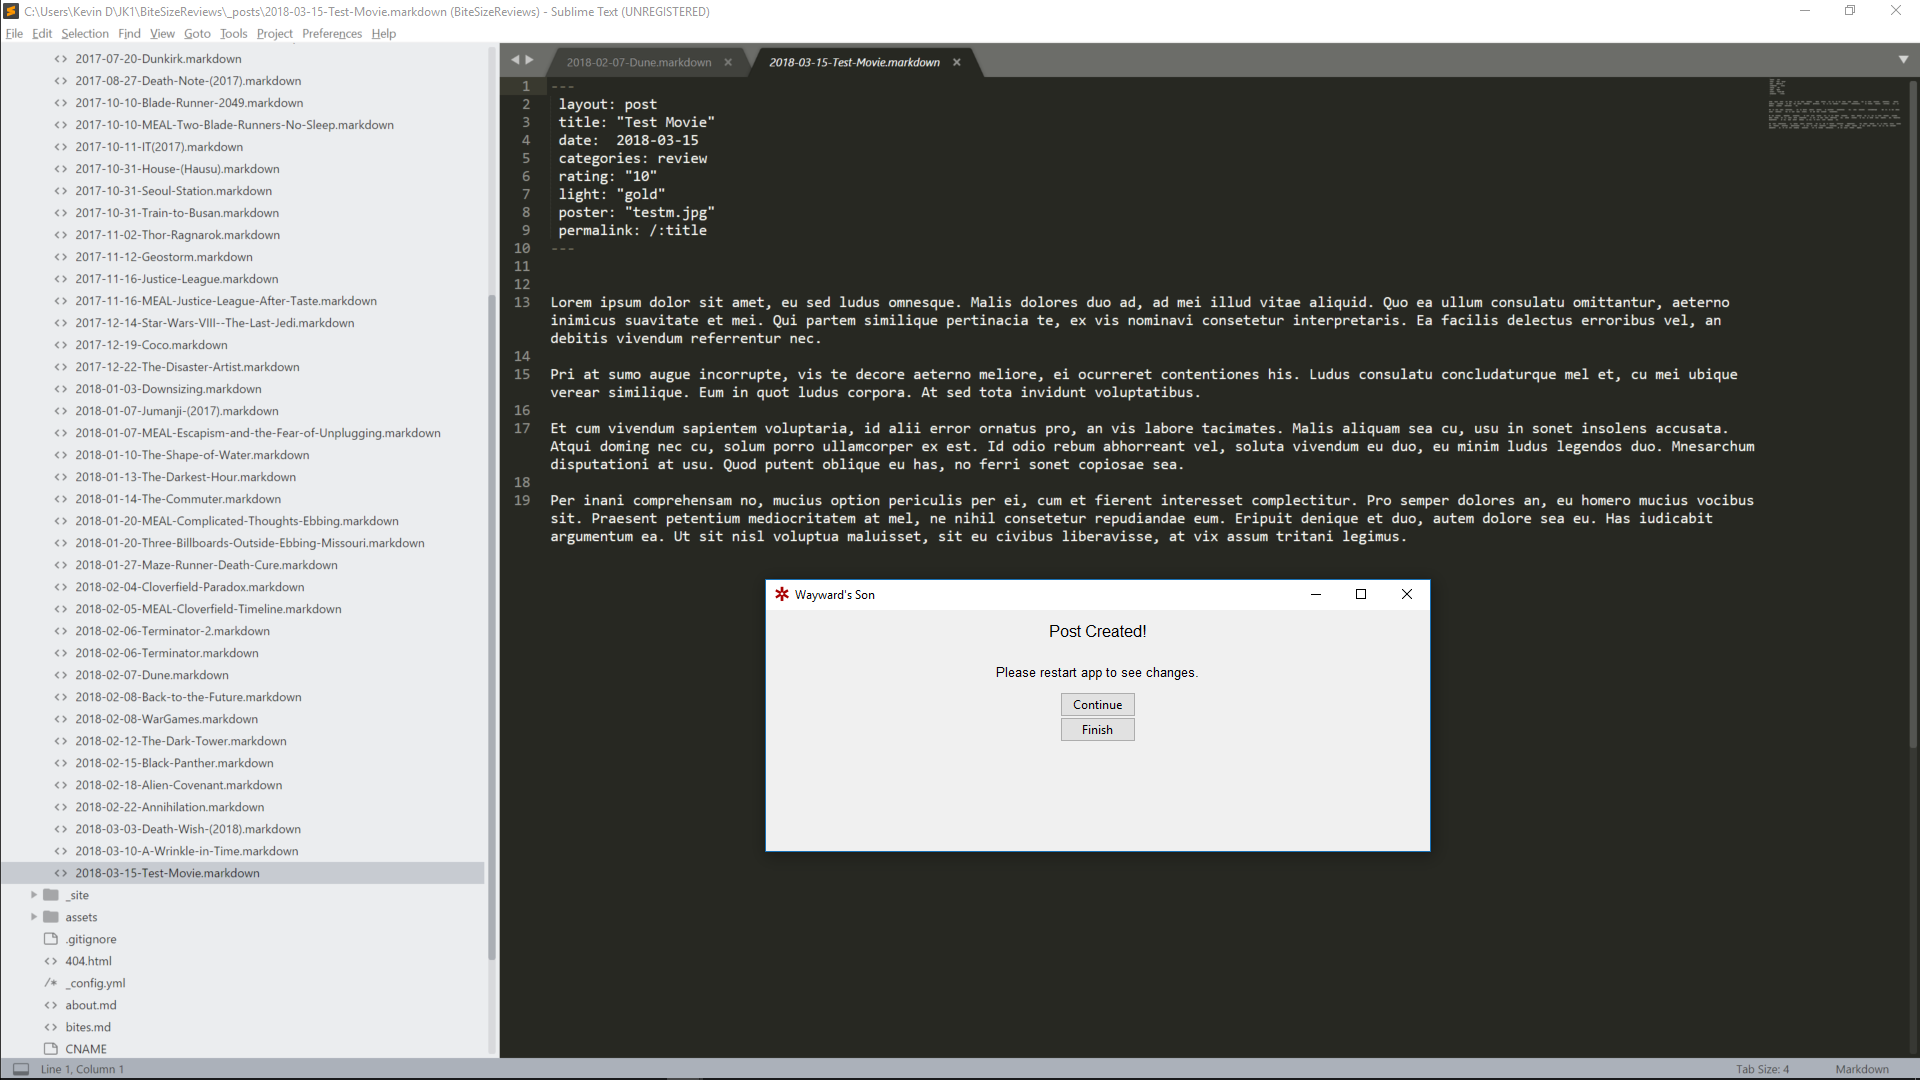 C:\Users\Kevin D\JK1\BiteSizeReviews\_posts\2018-03-15-Test-Movie.markdown (BiteSizeReviews) - Sublime Text (UNREGISTERED)
File Edit Selection Find View Goto Tools Project Preferences Help
2017-07-20-Dunkirk.markdown
2017-08-27-Death-Note-(2017).markdown
2017-10-10-Blade-Runner-2049.markdown
2017-10-10-MEAL-Two-Blade-Runners-No-Sleep.markdown
2017-10-11-IT(2017).markdown
2017-10-31-House-(Hausu).markdown
2017-10-31-Seoul-Station.markdown
2017-10-31-Train-to-Busan.markdown
2017-11-02-Thor-Ragnarok.markdown
2017-11-12-Geostorm.markdown
2017-11-16-Justice-League.markdown
2017-11-16-MEAL-Justice-League-After-Taste.markdown
2017-12-14-Star-Wars-VIII--The-Last-Jedi.markdown
2017-12-19-Coco.markdown
2017-12-22-The-Disaster-Artist.markdown
2018-01-03-Downsizing.markdown
2018-01-07-Jumanji-(2017).markdown
2018-01-07-MEAL-Escapism-and-the-Fear-of-Unplugging.markdown
2018-01-10-The-Shape-of-Water.markdown
2018-01-13-The-Darkest-Hour.markdown
2018-01-14-The-Commuter.markdown
2018-01-20-MEAL-Complicated-Thoughts-Ebbing.markdown
2018-01-20-Three-Billboards-Outside-Ebbing-Missouri.markdown
2018-01-27-Maze-Runner-Death-Cure.markdown
2018-02-04-Cloverfield-Paradox.markdown
2018-02-05-MEAL-Cloverfield-Timeline.markdown
2018-02-06-Terminator-2.markdown
2018-02-06-Terminator.markdown
2018-02-07-Dune.markdown
2018-02-08-Back-to-the-Future.markdown
2018-02-08-WarGames.markdown
2018-02-12-The-Dark-Tower.markdown
2018-02-15-Black-Panther.markdown
2018-02-18-Alien-Covenant.markdown
2018-02-22-Annihilation.markdown
2018-03-03-Death-Wish-(2018).markdown
2018-03-10-A-Wrinkle-in-Time.markdown
2018-03-15-Test-Movie.markdown
_site
assets
.gitignore
404.html
/* _config.yml
about.md
bites.md
CNAME
2018-02-07-Dune.markdown 2018-03-15-Test-Movie.markdown
1 ---
2 layout: post
3 title: "Test Movie"
4 date:  2018-03-15
5 categories: review
6 rating: "10"
7 light: "gold"
8 poster: "testm.jpg"
9 permalink: /:title
10 ---
11
12
13 Lorem ipsum dolor sit amet, eu sed ludus omnesque. Malis dolores duo ad, ad mei illud vitae aliquid. Quo ea ullum consulatu omittantur, aeterno
inimicus suavitate et mei. Qui partem similique pertinacia te, ex vis nominavi consetetur interpretaris. Ea facilis delectus erroribus vel, an
debitis vivendum referrentur nec.
14
15 Pri at sumo augue incorrupte, vis te decore aeterno meliore, ei ocurreret contentiones his. Ludus consulatu concludaturque mel et, cu mei ubique
verear similique. Eum in quot ludus corpora. At sed tota invidunt voluptatibus.
16
17 Et cum vivendum sapientem voluptaria, id alii error ornatus pro, an vis labore tacimates. Malis aliquam sea cu, usu in sonet insolens accusata.
Atqui doming nec cu, solum porro ullamcorper ex est. Id odio rebum abhorreant vel, soluta vivendum eu duo, eu minim ludus legendos duo. Mnesarchum
disputationi at usu. Quod putent oblique eu has, no ferri sonet copiosae sea.
18
19 Per inani comprehensam no, mucius option periculis per ei, cum et fierent interesset complectitur. Pro semper dolores an, eu homero mucius vocibus
sit. Praesent petentium mediocritatem at mel, ne nihil consetetur repudiandae eum. Eripuit denique et duo, autem dolore sea eu. Has iudicabit
argumentum ea. Ut sit nisl voluptua maluisset, sit eu civibus liberavisse, at vix assum tritani legimus.
Wayward's Son
Post Created!
Please restart app to see changes.
Continue
Finish
Line 1, Column 1 Tab Size: 4 Markdown